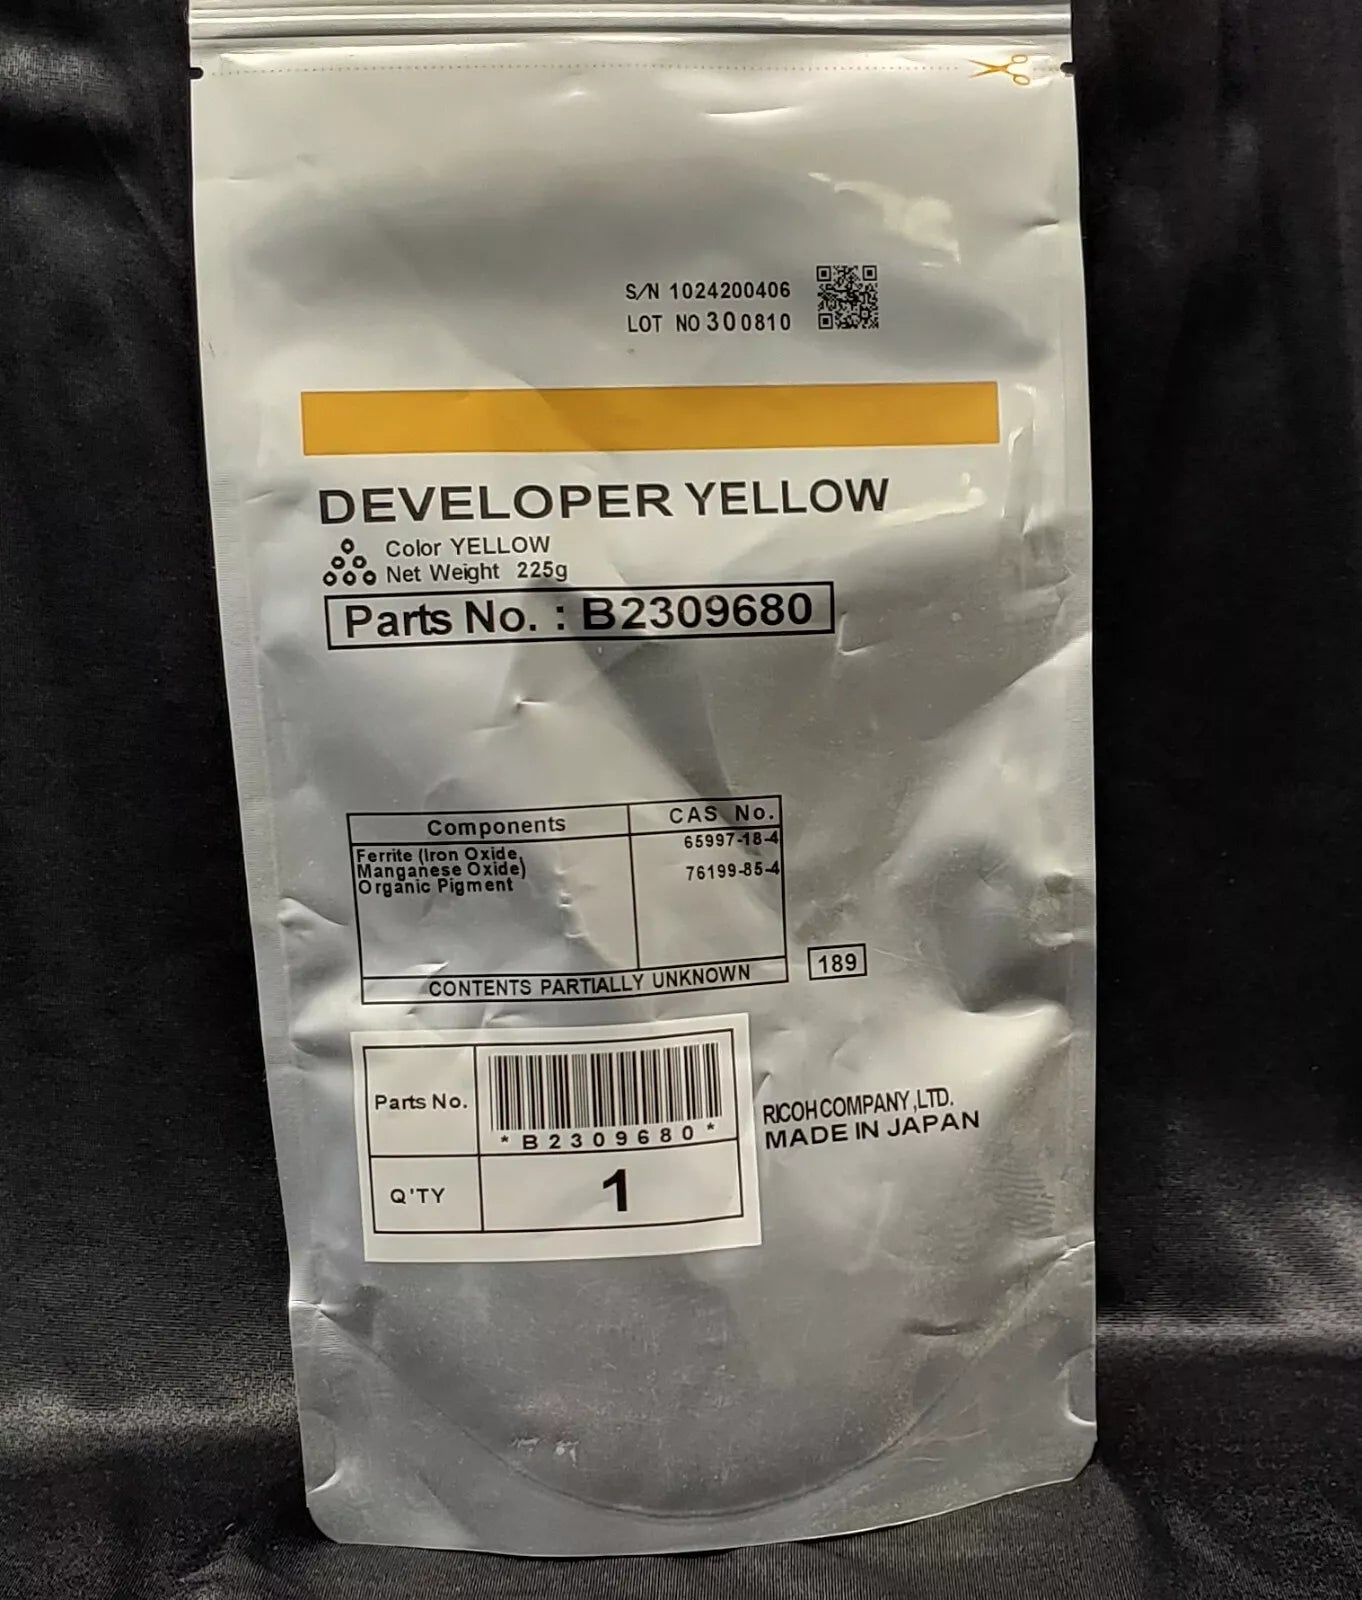 S/N 1024200406
LOT NO 300810
DEVELOPER YELLOW
Color YELLOW
Net Weight 225g
Parts No. : B2309680
Components CAS No.
Ferrite (Iron Oxide, 65997-18-4
Manganese Oxide) 76199-85-4
Organic Pigment
CONTENTS PARTIALLY UNKNOWN
189
Parts No.
*B2309680*
Q'TY 1
RICOH COMPANY,LTD.
MADE IN JAPAN